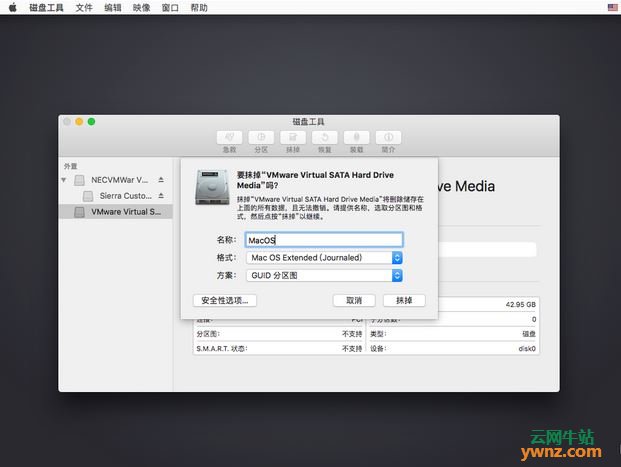 磁盘工具 文件 编辑 映像 窗口 帮助
磁盘工具
急救 分区 抹掉 恢复 装载 简介
外置
NECVMWar V...
Sierra Custo...
VMware Virtual S...
ve Media
要抹掉“VMware Virtual SATA Hard Drive
Media”吗?
抹掉“VMware Virtual SATA Hard Drive Media”将删除储存在
上面的所有数据，且无法撤销。请提供名称，选取分区图和格
式，然后点按“抹掉”以继续。
名称： MacOS
格式： Mac OS Extended (Journaled)
方案： GUID 分区图
安全性选项... 取消 抹掉
42.95 GB
0
分区图： 不支持 类型： 磁盘
S.M.A.R.T. 状态： 不支持 设备： disk0
云网牛站
ywnz.com